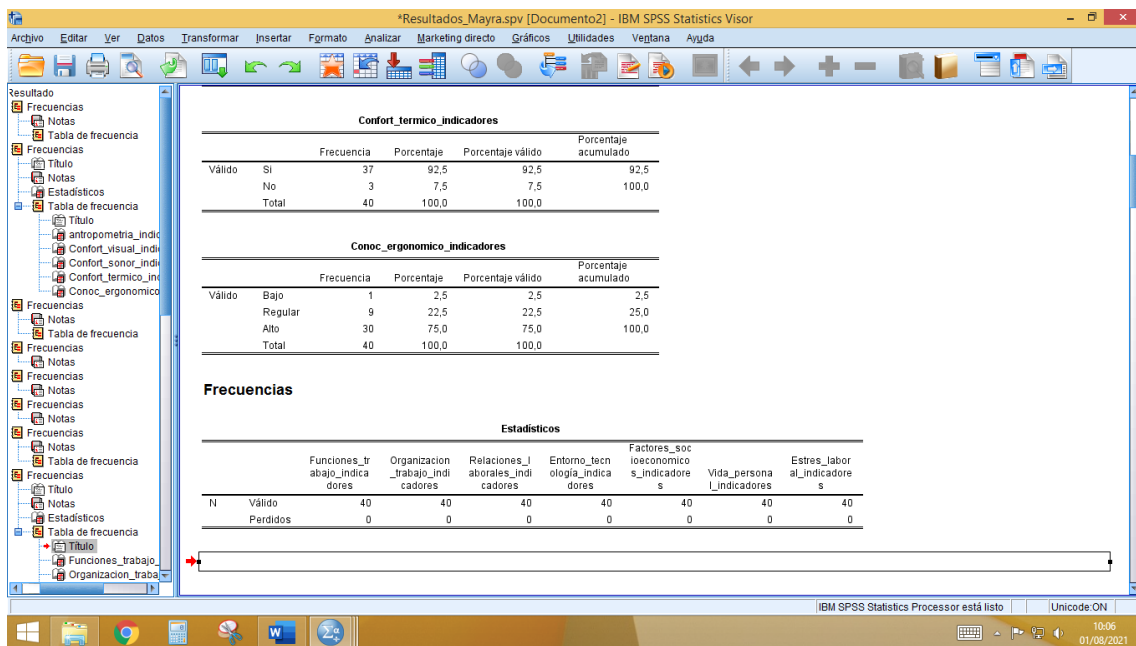 *Resultados_Mayra.spv [Documento2] - IBM SPSS Statistics Visor
Archivo Editar Ver Datos Transformar Insertar Formato Analizar Marketing directo Gráficos Utilidades Ventana Ayuda
Resultado
Frecuencias
Notas
Tabla de frecuencia
Frecuencias
Título
Notas
Estadísticos
Tabla de frecuencia
Título
antropometria_indic
Confort_visual_indi
Confort_sonor_indi
Confort_termico_ind
Conoc_ergonomico
Frecuencias
Notas
Tabla de frecuencia
Frecuencias
Notas
Frecuencias
Notas
Frecuencias
Notas
Frecuencias
Notas
Tabla de frecuencia
Frecuencias
Título
Notas
Estadísticos
Tabla de frecuencia
Título
Funciones_trabajo_
Organizacion_traba
Confort_termico_indicadores
Frecuencia Porcentaje Porcentaje válido Porcentaje acumulado
Válido Si 37 92,5 92,5 92,5
No 3 7,5 7,5 100,0
Total 40 100,0 100,0
Conoc_ergonomico_indicadores
Frecuencia Porcentaje Porcentaje válido Porcentaje acumulado
Válido Bajo 1 2,5 2,5 2,5
Regular 9 22,5 22,5 25,0
Alto 30 75,0 75,0 100,0
Total 40 100,0 100,0
Frecuencias
Estadísticos
Funciones_trabajo_indicadores Organizacion_trabajo_indicadores Relaciones_laborales_indicadores Entorno_tecnología_indicadores Factores_socioeconomicos_indicadores Vida_personal_indicadores Estres_laboral_indicadores
N Válido 40 40 40 40 40 40 40
Perdidos 0 0 0 0 0 0 0
IBM SPSS Statistics Processor está listo Unicode:ON
10:06
01/08/2021